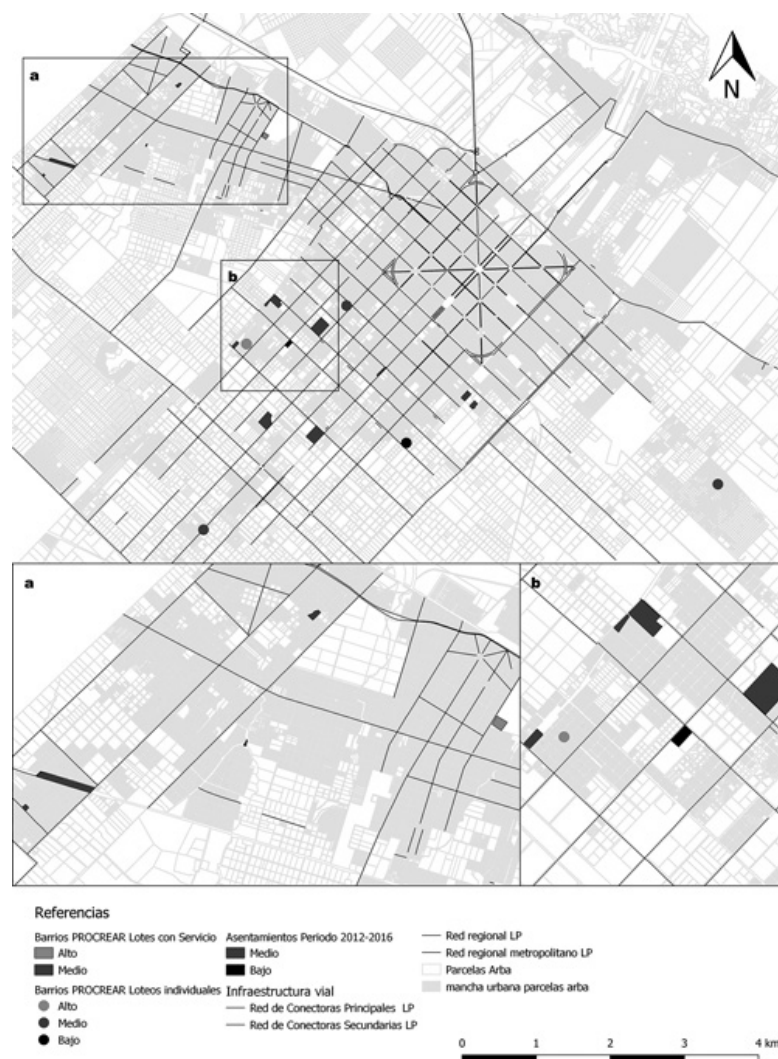 a
N
b
a
b
Referencias
Barrios PROCREAR Lotes con Servicio
Alto
Medio
Barrios PROCREAR Loteos individuales
Alto
Medio
Bajo
Asentamientos Periodo 2012-2016
Medio
Bajo
Infraestructura vial
Red de Conectoras Principales LP
Red de Conectoras Secundarias LP
Red regional LP
Red regional metropolitano LP
Parcelas Arba
mancha urbana parcelas arba
0 1 2 3 4 km